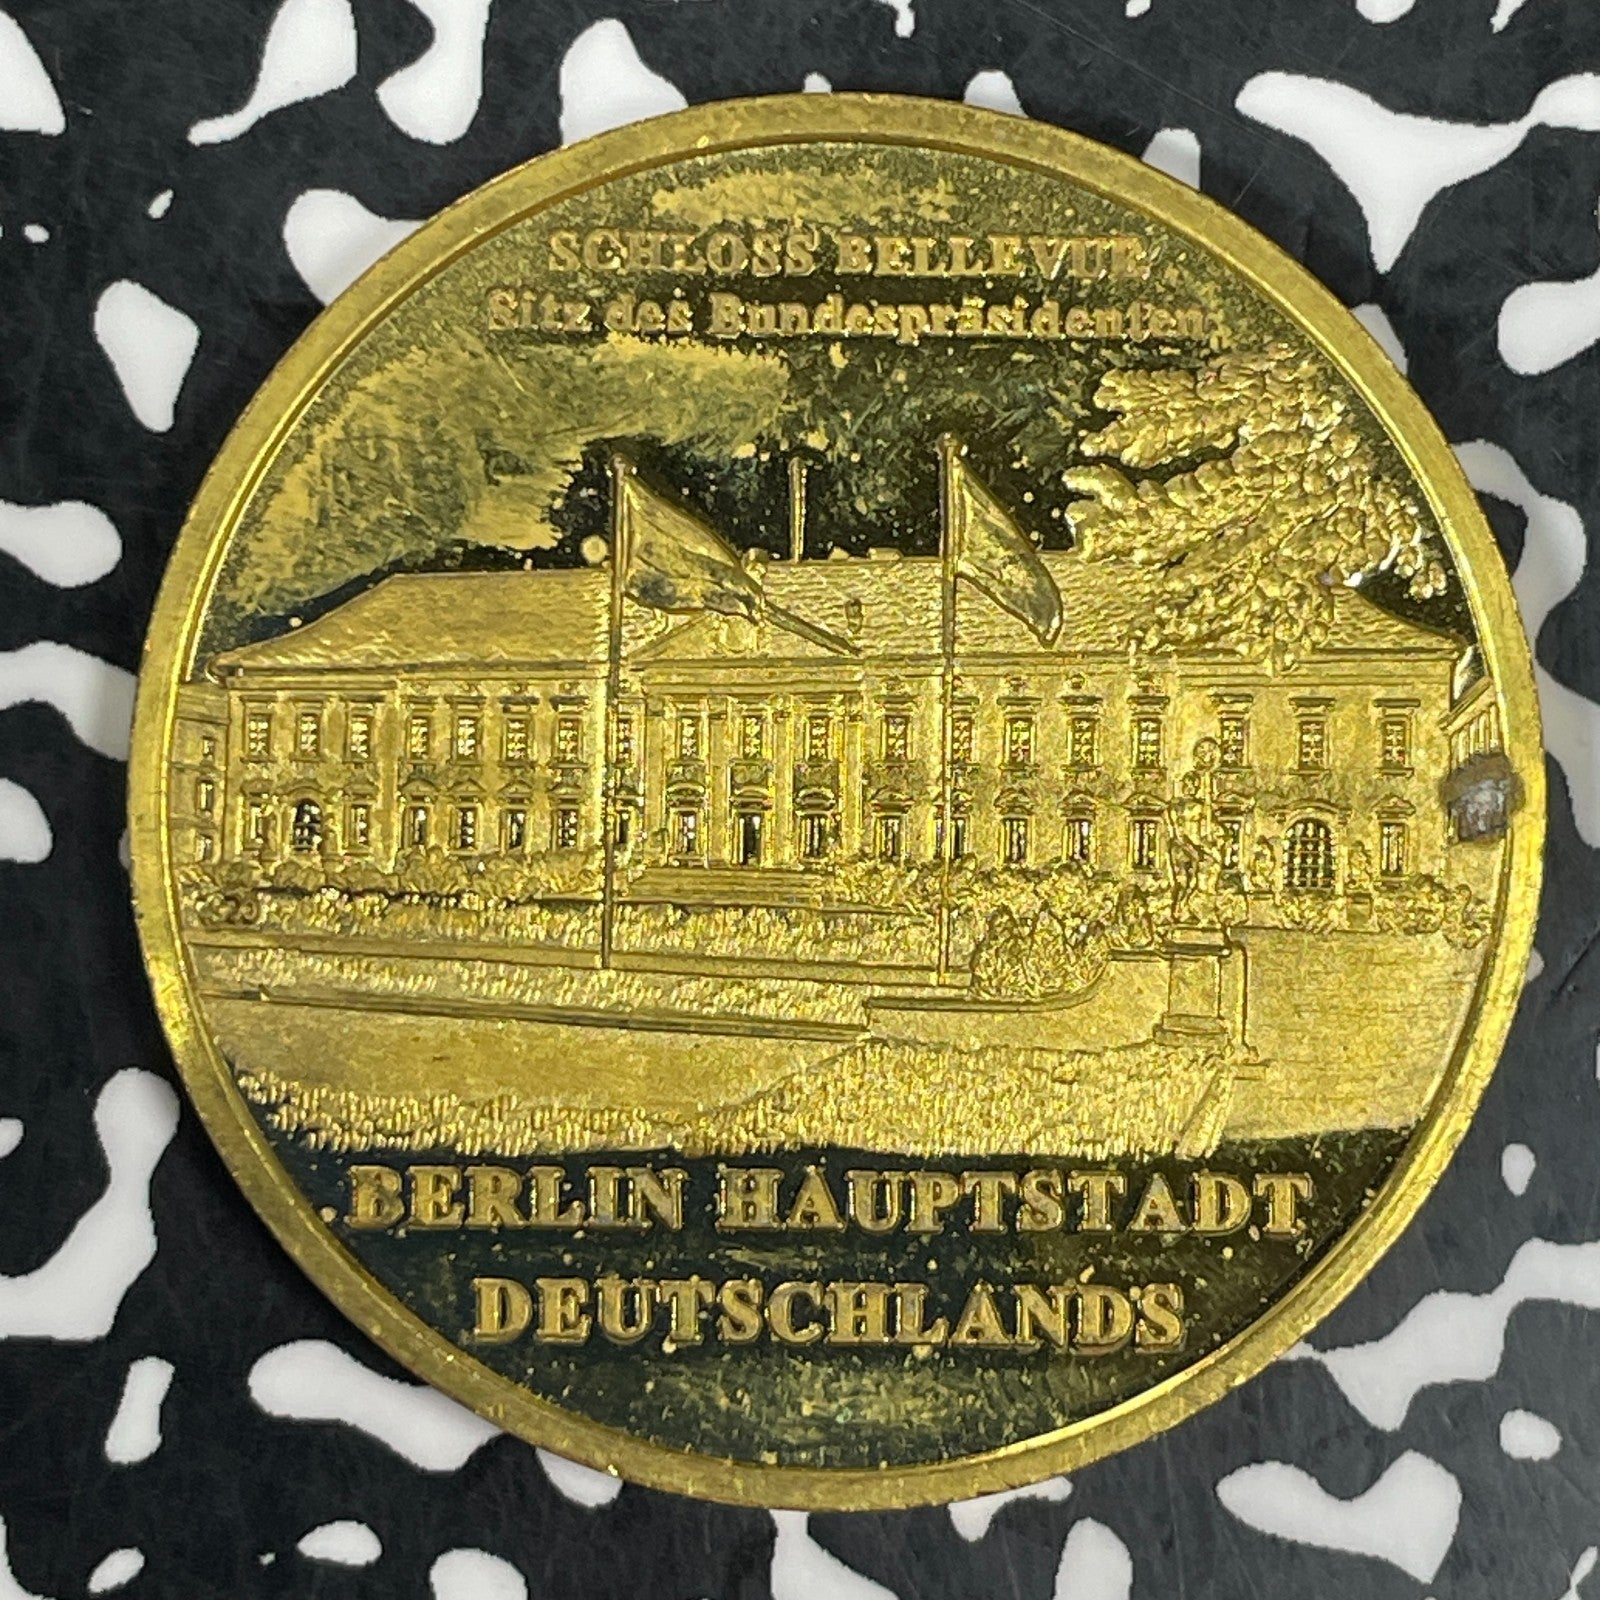 SCHLOSS BELLEVUE
Sitz des Bundespräsidenten
BERLIN HAUPTSTADT
DEUTSCHLANDS